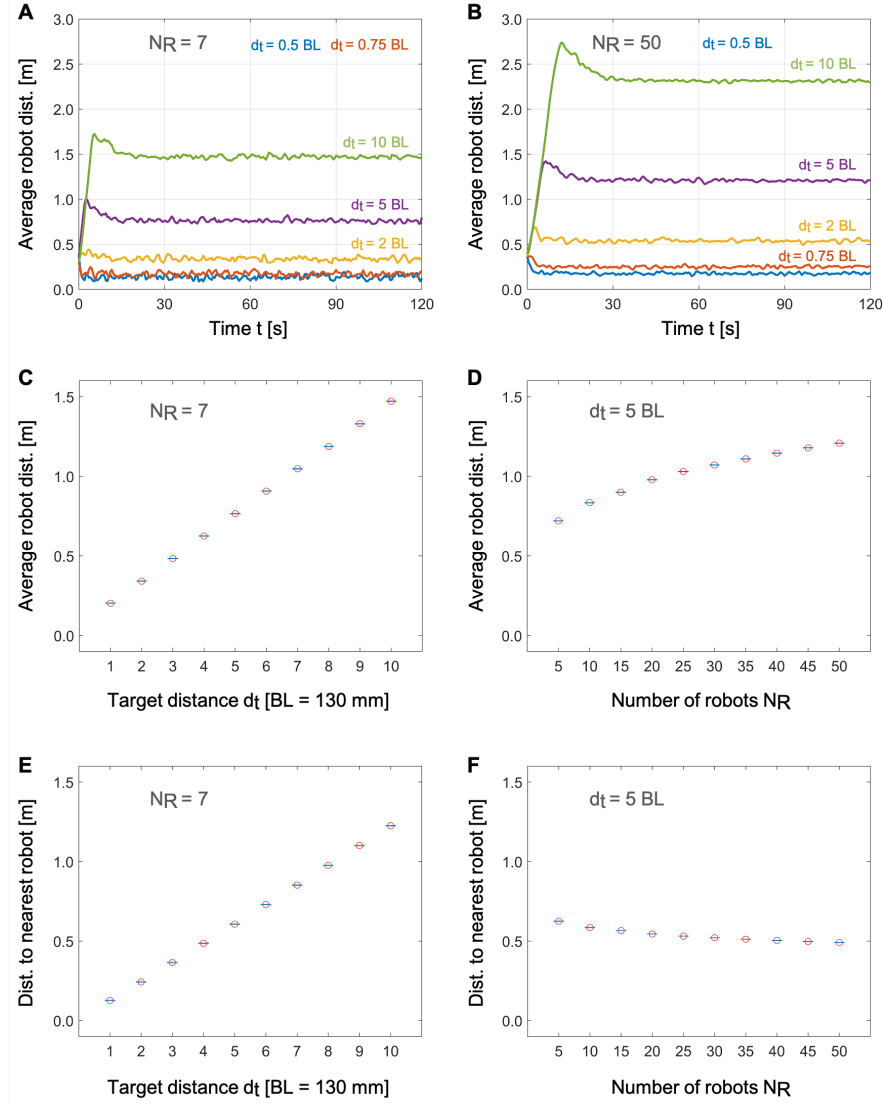 A
Average robot dist. [m]
3.0
2.5
2.0
1.5
1.0
0.5
0.0
NR = 7
dt = 0.5 BL
dt = 0.75 BL
dt = 10 BL
dt = 5 BL
dt = 2 BL
0
30
60
90
120
Time t [s]
B
Average robot dist. [m]
3.0
2.5
2.0
1.5
1.0
0.5
0.0
NR = 50
dt = 0.5 BL
dt = 10 BL
dt = 5 BL
dt = 2 BL
dt = 0.75 BL
0
30
60
90
120
Time t [s]
C
Average robot dist. [m]
1.5
1.0
0.5
0.0
NR = 7
1 2 3 4 5 6 7 8 9 10
Target distance dt [BL = 130 mm]
D
Average robot dist. [m]
1.5
1.0
0.5
0.0
dt = 5 BL
5 10 15 20 25 30 35 40 45 50
Number of robots NR
E
Dist. to nearest robot [m]
1.5
1.0
0.5
0.0
NR = 7
1 2 3 4 5 6 7 8 9 10
Target distance dt [BL = 130 mm]
F
Dist. to nearest robot [m]
1.5
1.0
0.5
0.0
dt = 5 BL
5 10 15 20 25 30 35 40 45 50
Number of robots NR